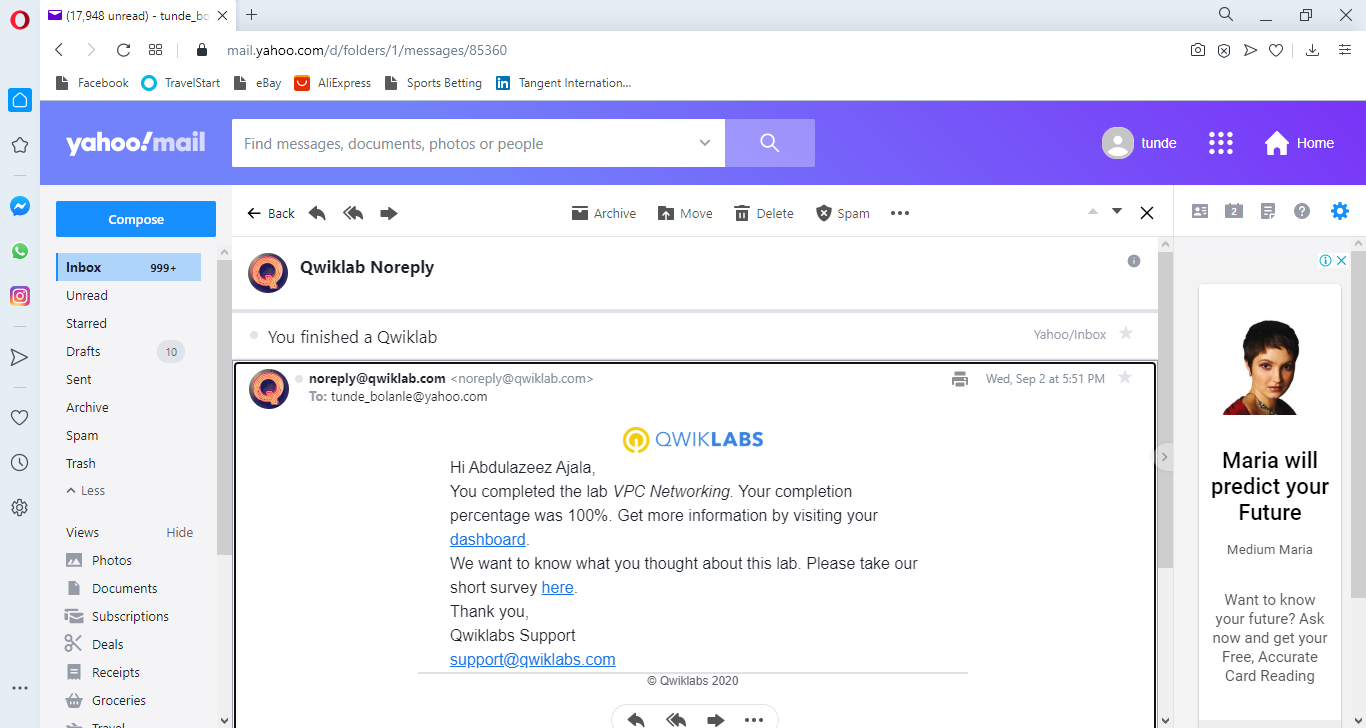 (17,948 unread) - tunde_bo
mail.yahoo.com/d/folders/1/messages/85360
Facebook TravelStart eBay AliExpress Sports Betting Tangent Internation...
yahoo!mail
Find messages, documents, photos or people
tunde
Home
Compose
Back Archive Move Delete Spam
2
Inbox 999+
Unread
Starred
Drafts 10
Sent
Archive
Spam
Trash
Less
Views Hide
Photos
Documents
Subscriptions
Deals
Receipts
Groceries
Travel
Qwiklab Noreply
You finished a Qwiklab Yahoo/Inbox
noreply@qwiklab.com <noreply@qwiklab.com> Wed, Sep 2 at 5:51 PM
To: tunde_bolanle@yahoo.com
QWIKLABS
Hi Abdulazeez Ajala,
You completed the lab VPC Networking. Your completion
percentage was 100%. Get more information by visiting your
dashboard.
We want to know what you thought about this lab. Please take our
short survey here.
Thank you,
Qwiklabs Support
support@qwiklabs.com
© Qwiklabs 2020
Maria will
predict your
Future
Medium Maria
Want to know
your future? Ask
now and get your
Free, Accurate
Card Reading